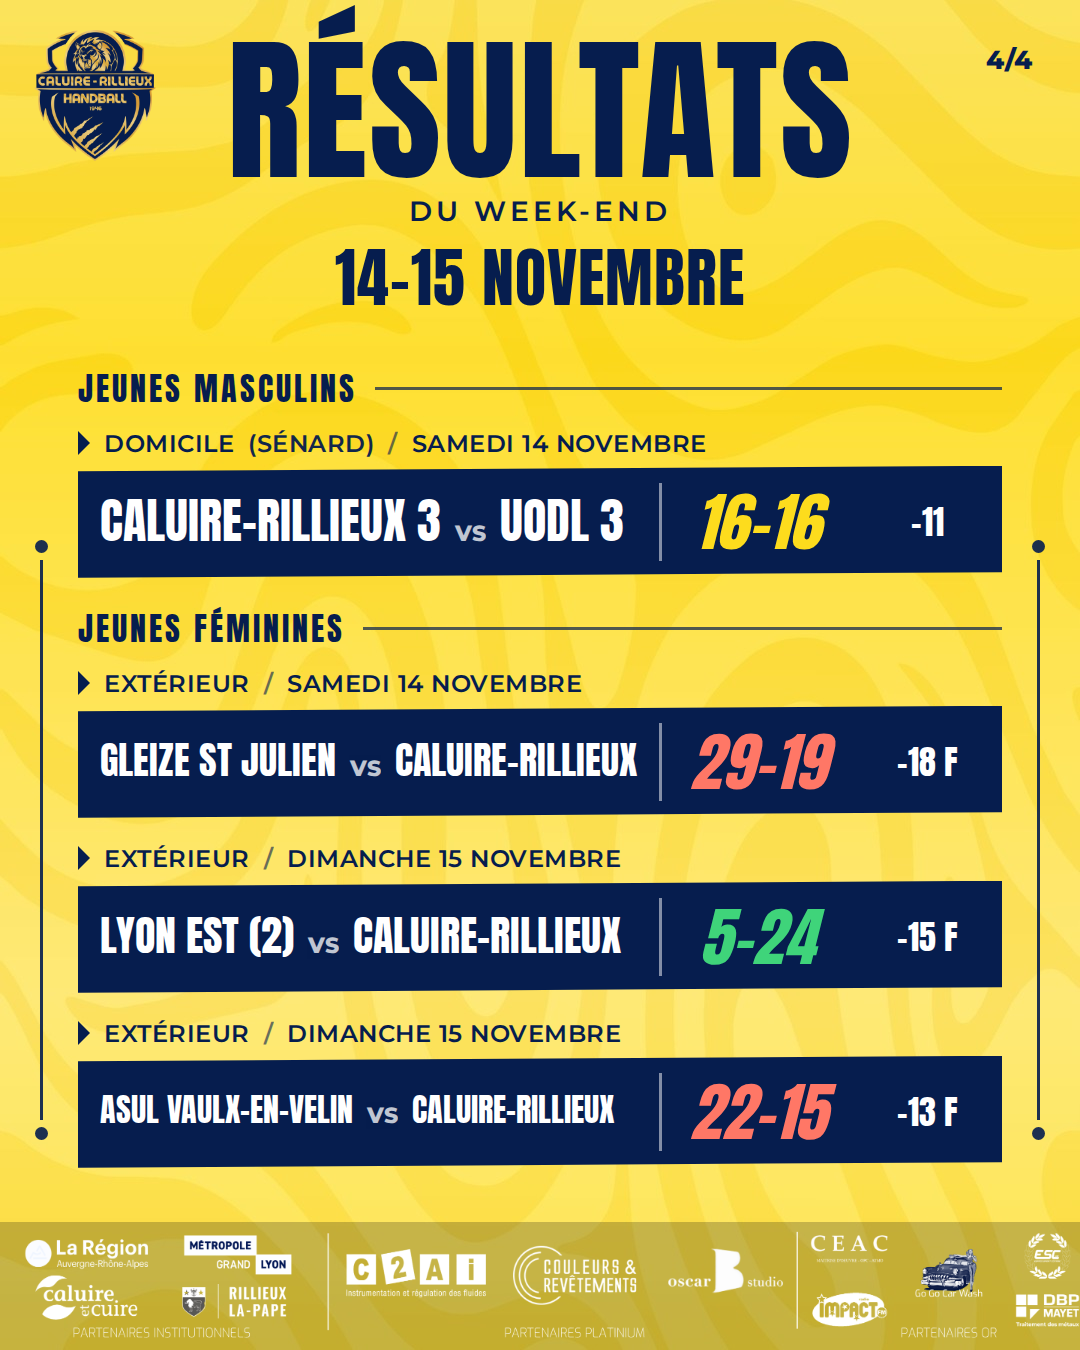 CALUIRE-RILLIEUX
HANDBALL
RÉSULTATS
4/4
DU WEEK-END
14-15 NOVEMBRE
JEUNES MASCULINS
DOMICILE (SÉNARD) / SAMEDI 14 NOVEMBRE
CALUIRE-RILLIEUX 3 vs UODL 3 16-16 -11
JEUNES FÉMININES
EXTÉRIEUR / SAMEDI 14 NOVEMBRE
GLEIZE ST JULIEN vs CALUIRE-RILLIEUX 29-19 -18 F
EXTÉRIEUR / DIMANCHE 15 NOVEMBRE
LYON EST (2) vs CALUIRE-RILLIEUX 5-24 -15 F
EXTÉRIEUR / DIMANCHE 15 NOVEMBRE
ASUL VAULX-EN-VELIN vs CALUIRE-RILLIEUX 22-15 -13 F
La Région
Auvergne-Rhône-Alpes
MÉTROPOLE
GRAND LYON
caluire
et cuire
RILLIEUX
LA-PAPE
PARTENAIRES INSTITUTIONNELS
C2Ai
Instrumentation et régulation des fluides
COULEURS &
REVÊTEMENTS
oscar B studio
PARTENAIRES PLATINIUM
CEAC
IMPACT FM
Go Go Car Wash
ESC
DBP
MAYET
Traitement des métaux
PARTENAIRES OR